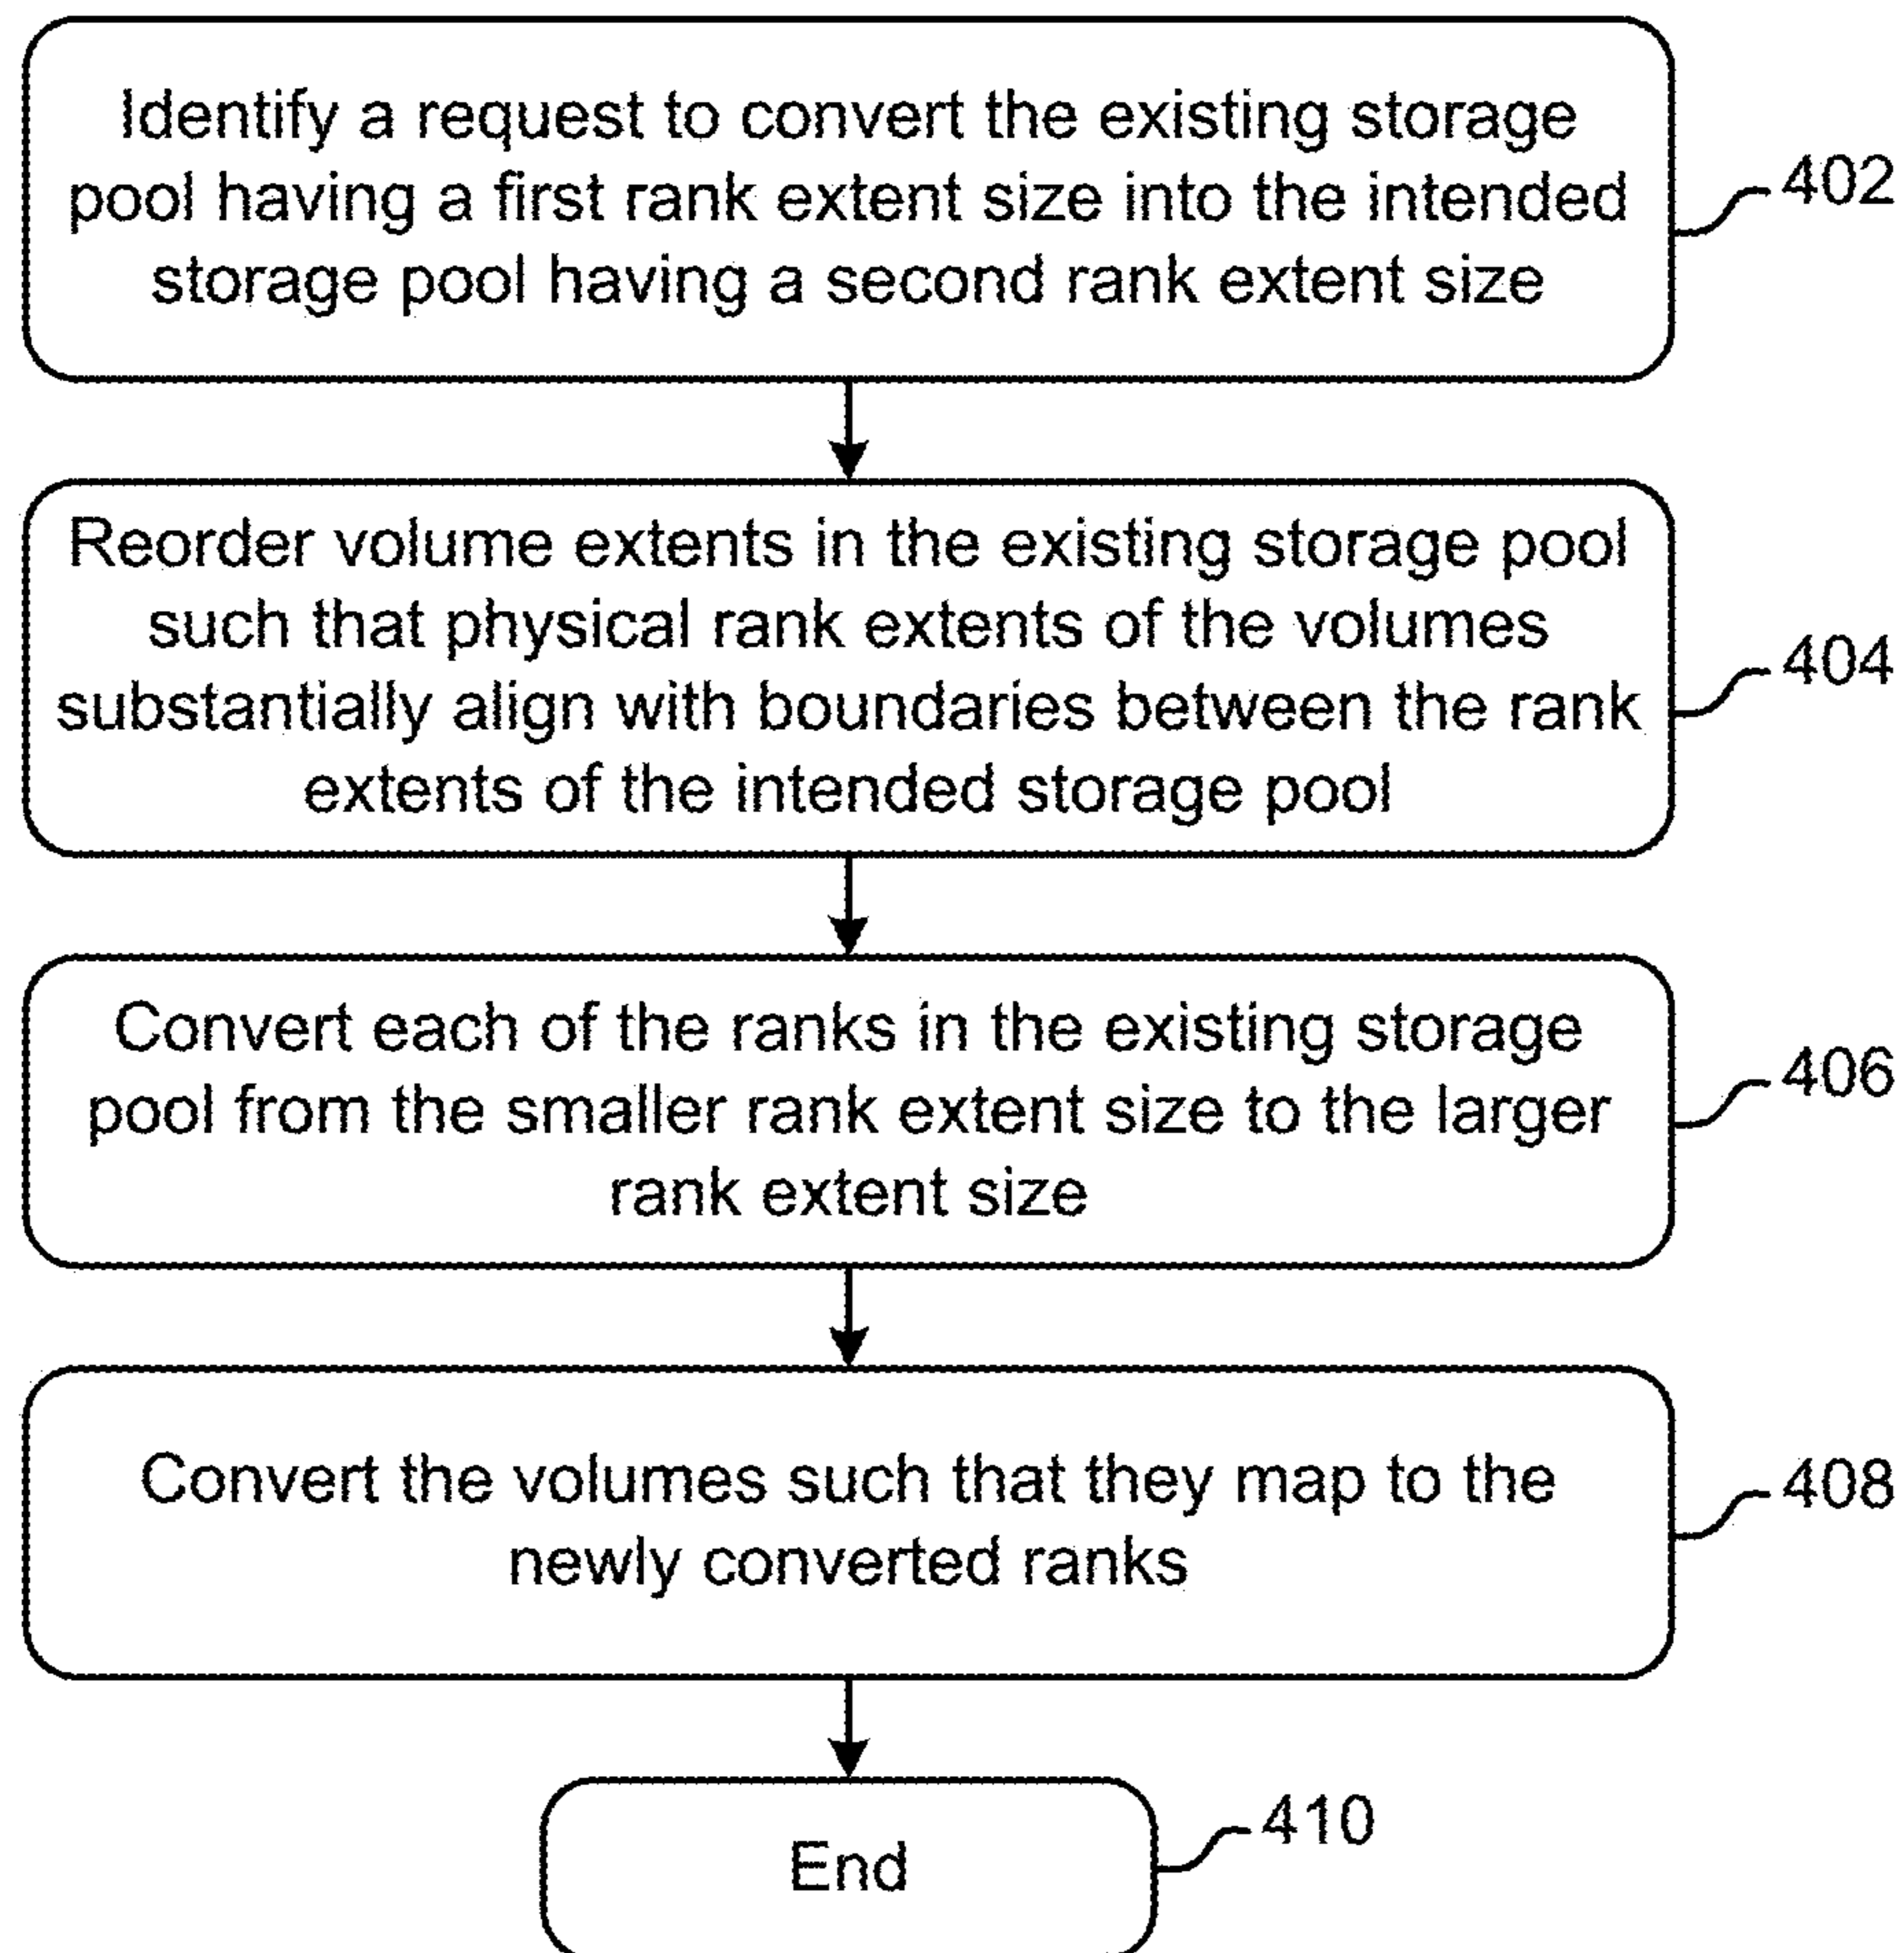 Identify a request to convert the existing storage
pool having a first rank extent size into the intended
storage pool having a second rank extent size
402
Reorder volume extents in the existing storage pool
such that physical rank extents of the volumes
substantially align with boundaries between the rank
extents of the intended storage pool
404
Convert each of the ranks in the existing storage
pool from the smaller rank extent size to the larger
rank extent size
406
Convert the volumes such that they map to the
newly converted ranks
408
End
410